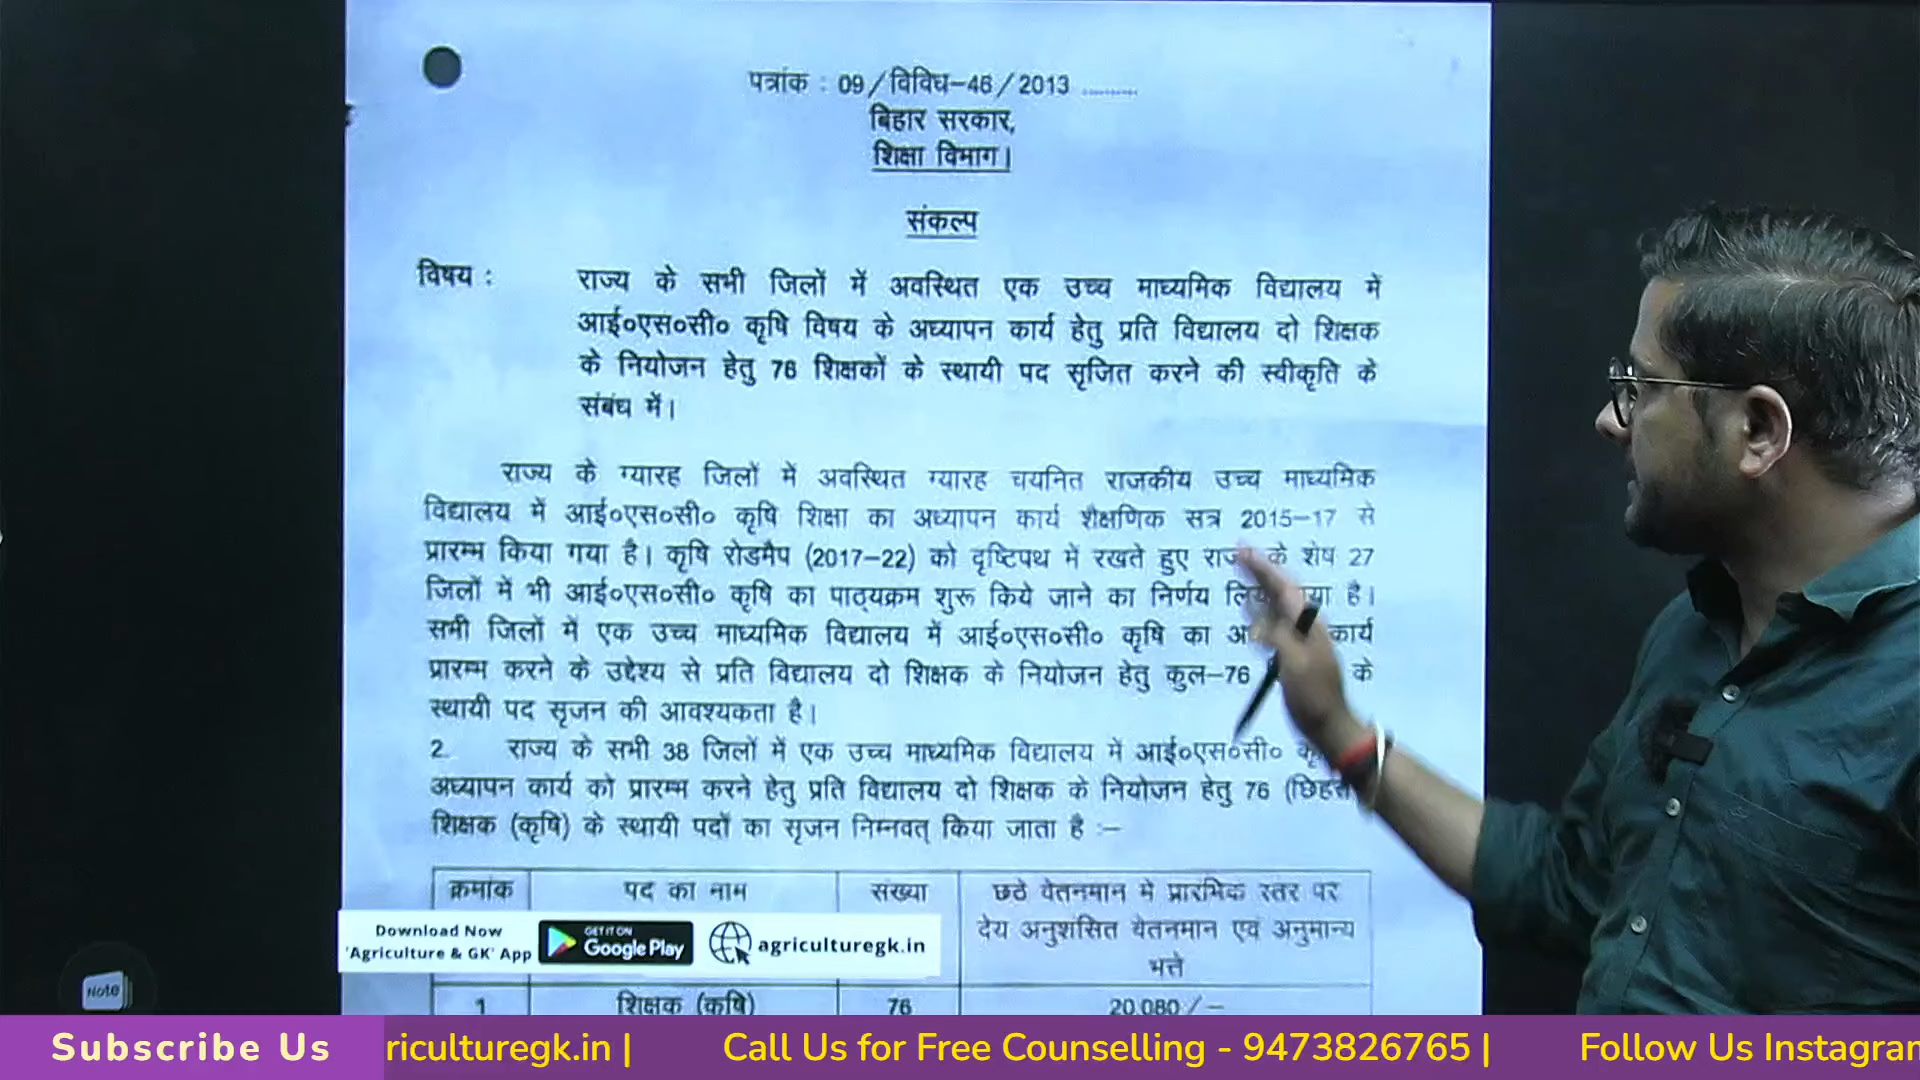 पत्रांक : 09/विविध-46/2013 ..........
बिहार सरकार,
शिक्षा विभाग।
संकल्प
विषय : राज्य के सभी जिलों में अवस्थित एक उच्च माध्यमिक विद्यालय में
आई०एस०सी० कृषि विषय के अध्यापन कार्य हेतु प्रति विद्यालय दो शिक्षक
के नियोजन हेतु 76 शिक्षकों के स्थायी पद सृजित करने की स्वीकृति के
संबंध में।
राज्य के ग्यारह जिलों में अवस्थित ग्यारह चयनित राजकीय उच्च माध्यमिक
विद्यालय में आई०एस०सी० कृषि शिक्षा का अध्यापन कार्य शैक्षणिक सत्र 2015-17 से
प्रारम्भ किया गया है। कृषि रोडमैप (2017-22) को दृष्टिपथ में रखते हुए राज्य के शेष 27
जिलों में भी आई०एस०सी० कृषि का पाठ्यक्रम शुरू किये जाने का निर्णय है।
सभी जिलों में एक उच्च माध्यमिक विद्यालय में आई०एस०सी० कृषि का कार्य
प्रारम्भ करने के उद्देश्य से प्रति विद्यालय दो शिक्षक के नियोजन हेतु कुल-76 के
स्थायी पद सृजन की आवश्यकता है।
2. राज्य के सभी 38 जिलों में एक उच्च माध्यमिक विद्यालय में आई०एस०सी०
अध्यापन कार्य को प्रारम्भ करने हेतु प्रति विद्यालय दो शिक्षक के नियोजन हेतु 76
शिक्षक (कृषि) के स्थायी पदों का सृजन निम्नवत् किया जाता है :-
क्रमांक पद का नाम संख्या छठे वेतनमान मे प्रारंभिक स्तर पर
देय अनुशंसित वेतनमान एवं अनुमान्य
भत्ते
1 शिक्षक (कृषि) 76 20,080/-
Download Now
'Agriculture & GK' App
GET IT ON
Google Play
agriculturegk.in
Note
Subscribe Us riculturegk.in | Call Us for Free Counselling - 9473826765 | Follow Us Instagram